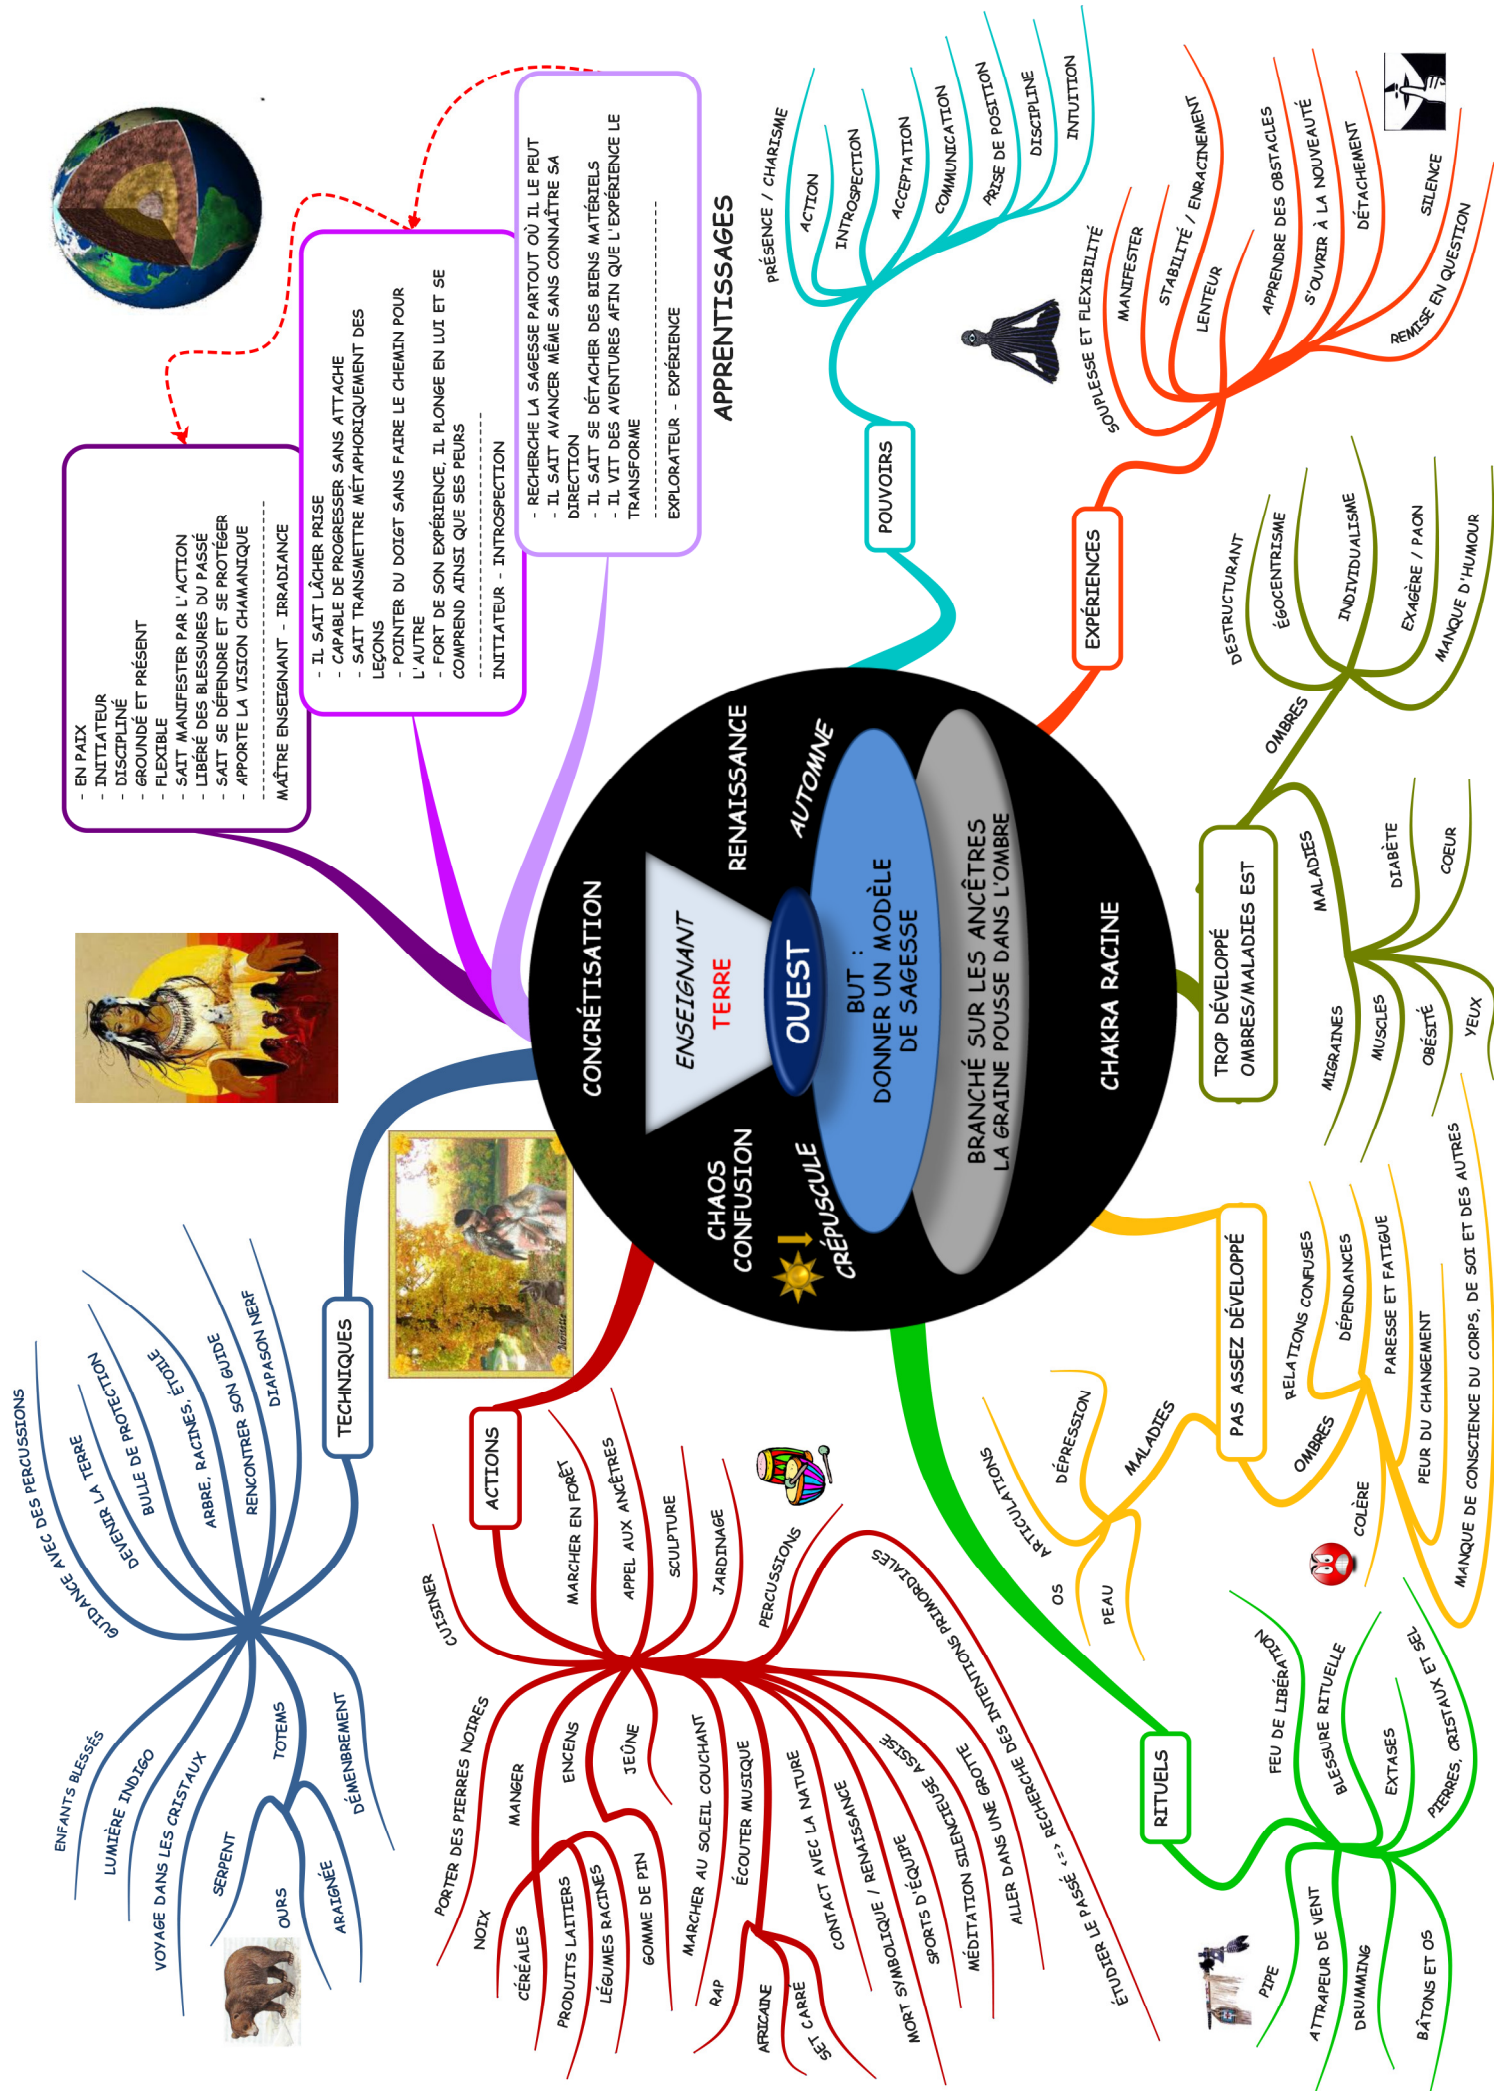 CONCRÉTISATION
ENSEIGNANT
TERRE
OUEST
CHAOS
CONFUSION
RENAISSANCE
CRÉPUSCULE
AUTOMNE
BUT :
DONNER UN MODÈLE
DE SAGESSE
BRANCHÉ SUR LES ANCÊTRES
LA GRAINE POUSSE DANS L'OMBRE
CHAKRA RACINE
- EN PAIX
- INITIATEUR
- DISCIPLINÉ
- GROUNDÉ ET PRÉSENT
- FLEXIBLE
- SAIT MANIFESTER PAR L'ACTION
- LIBÉRÉ DES BLESSURES DU PASSÉ
- SAIT SE DÉFENDRE ET SE PROTÉGER
- APPORTE LA VISION CHAMANIQUE
--------------------------------
MAÎTRE ENSEIGNANT - IRRADIANCE
- IL SAIT LÂCHER PRISE
- CAPABLE DE PROGRESSER SANS ATTACHE
- SAIT TRANSMETTRE MÉTAPHORIQUEMENT DES
LEÇONS
- POINTER DU DOIGT SANS FAIRE LE CHEMIN POUR
L'AUTRE
- FORT DE SON EXPÉRIENCE, IL PLONGE EN LUI ET SE
COMPREND AINSI QUE SES PEURS
--------------------------------
INITIATEUR - INTROSPECTION
- RECHERCHE LA SAGESSE PARTOUT OÙ IL LE PEUT
- IL SAIT AVANCER MÊME SANS CONNAÎTRE SA
DIRECTION
- IL SAIT SE DÉTACHER DES BIENS MATÉRIELS
- IL VIT DES AVENTURES AFIN QUE L'EXPÉRIENCE LE
TRANSFORME
--------------------------------
EXPLORATEUR - EXPÉRIENCE
APPRENTISSAGES
POUVOIRS
PRÉSENCE / CHARISME
ACTION
INTROSPECTION
ACCEPTATION
COMMUNICATION
PRISE DE POSITION
DISCIPLINE
INTUITION
EXPÉRIENCES
SOUPLESSE ET FLEXIBILITÉ
MANIFESTER
STABILITÉ / ENRACINEMENT
LENTEUR
APPRENDRE DES OBSTACLES
S'OUVRIR À LA NOUVEAUTÉ
DÉTACHEMENT
SILENCE
REMISE EN QUESTION
TROP DÉVELOPPÉ
OMBRES/MALADIES EST
OMBRES
DESTRUCTURANT
ÉGOCENTRISME
INDIVIDUALISME
EXAGÈRE / PAON
MANQUE D'HUMOUR
MALADIES
DIABÈTE
COEUR
MIGRAINES
MUSCLES
OBÉSITÉ
YEUX
PAS ASSEZ DÉVELOPPÉ
OMBRES
RELATIONS CONFUSES
DÉPENDANCES
PARESSE ET FATIGUE
PEUR DU CHANGEMENT
MANQUE DE CONSCIENCE DU CORPS, DE SOI ET DES AUTRES
COLÈRE
MALADIES
DÉPRESSION
ARTICULATIONS
OS
PEAU
RITUELS
FEU DE LIBÉRATION
BLESSURE RITUELLE
EXTASES
PIERRES, CRISTAUX ET SEL
PIPE
ATTRAPEUR DE VENT
DRUMMING
BÂTONS ET OS
ACTIONS
CUISINER
MARCHER EN FORÊT
APPEL AUX ANCÊTRES
SCULPTURE
JARDINAGE
PERCUSSIONS
ÉTUDIER LE PASSÉ <=> RECHERCHE DES INTENTIONS PRIMORDIALES
PORTER DES PIERRES NOIRES
MANGER
NOIX
CÉRÉALES
PRODUITS LAITIERS
LÉGUMES RACINES
ENCENS
GOMME DE PIN
JEÛNE
MARCHER AU SOLEIL COUCHANT
ÉCOUTER MUSIQUE
RAP
AFRICAINE
SET CARRÉ
CONTACT AVEC LA NATURE
MORT SYMBOLIQUE / RENAISSANCE
SPORTS D'ÉQUIPE
MÉDITATION SILENCIEUSE ASSISE
ALLER DANS UNE GROTTE
TECHNIQUES
GUIDANCE AVEC DES PERCUSSIONS
DEVENIR LA TERRE
BULLE DE PROTECTION
ARBRE, RACINES, ÉTOILE
RENCONTRER SON GUIDE
DIAPASON NERF
ENFANTS BLESSÉS
LUMIÈRE INDIGO
VOYAGE DANS LES CRISTAUX
TOTEMS
SERPENT
OURS
ARAIGNÉE
DÉMENBREMENT